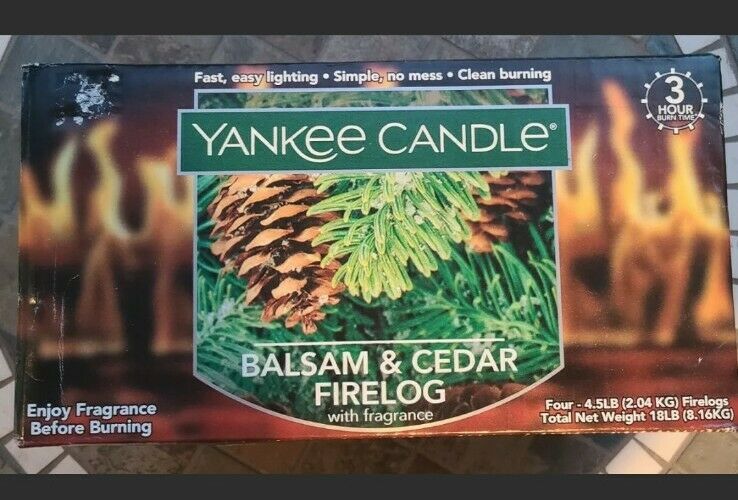 Fast, easy lighting • Simple, no mess • Clean burning
3
HOUR
BURN TIME*
YANKEE CANDLE®
BALSAM & CEDAR
FIRELOG
with fragrance
Enjoy Fragrance
Before Burning
Four - 4.5LB (2.04 KG) Firelogs
Total Net Weight 18LB (8.16KG)